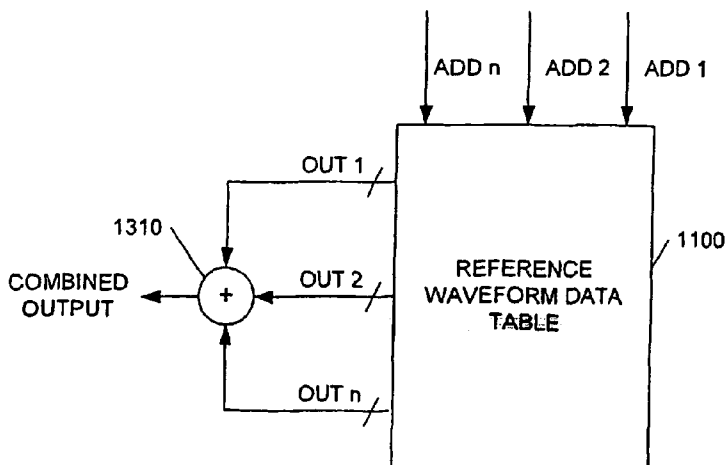 ADD n
ADD 2
ADD 1
OUT 1
1310
1100
COMBINED
OUTPUT
+
OUT 2
REFERENCE
WAVEFORM DATA
TABLE
OUT n